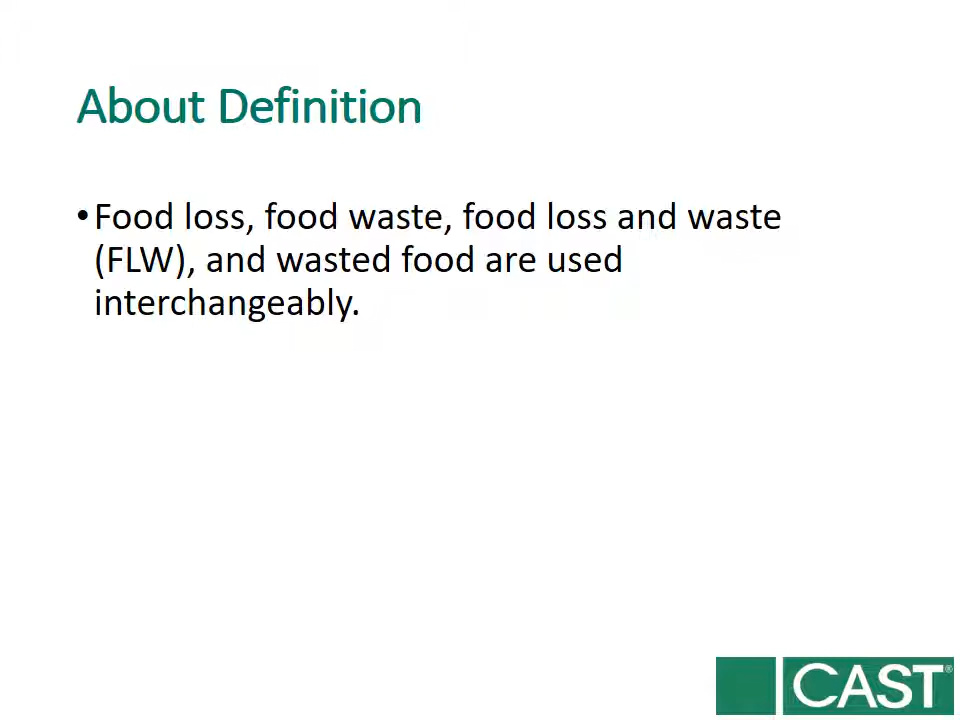 About Definition
•Food loss, food waste, food loss and waste
(FLW), and wasted food are used
interchangeably.
CAST®